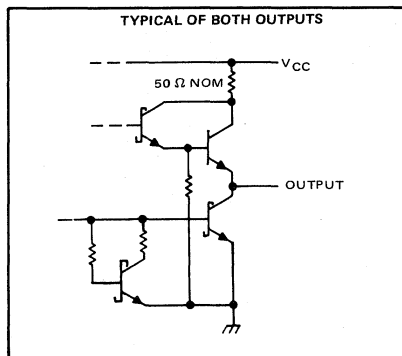 TYPICAL OF BOTH OUTPUTS
VCC
50 Ω NOM
OUTPUT